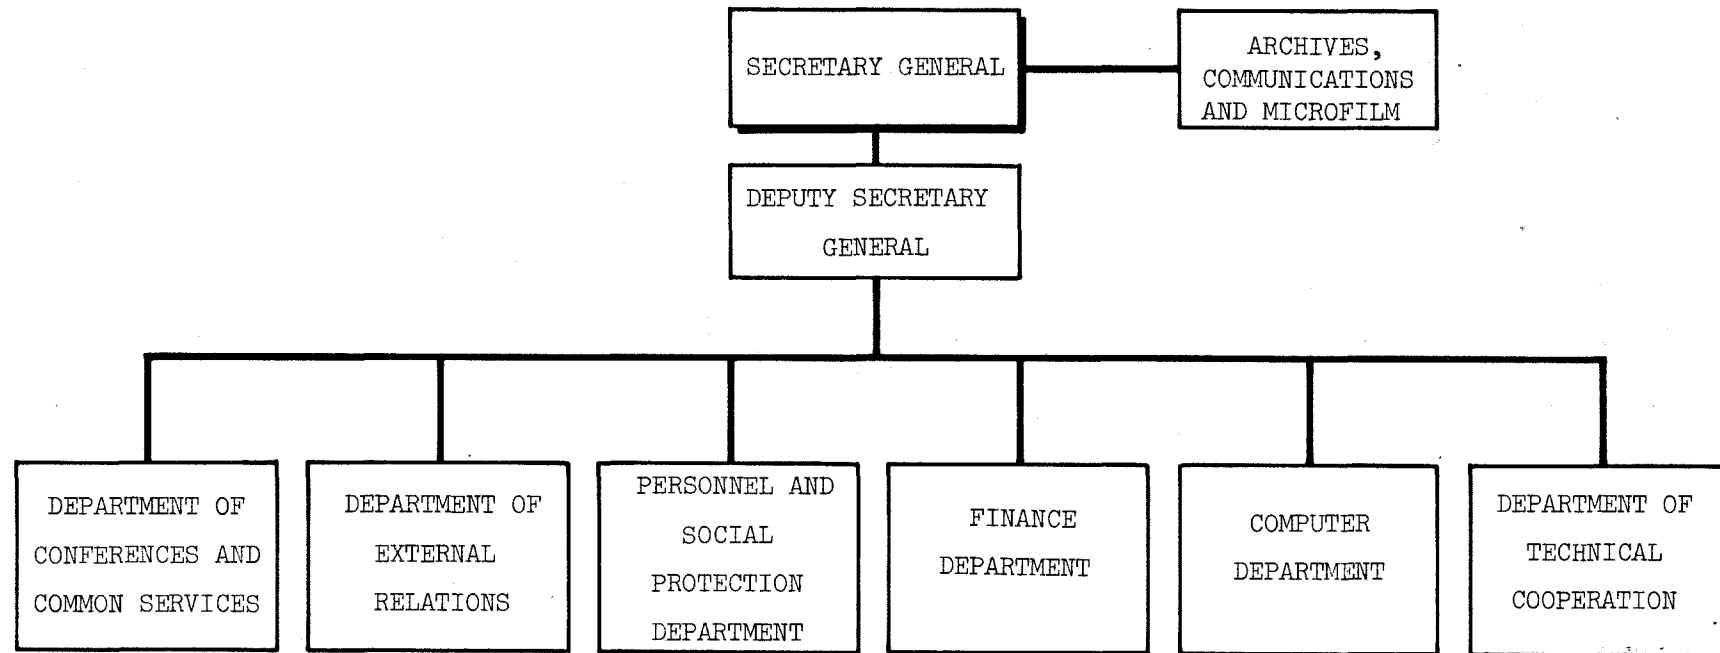 SECRETARY GENERAL
ARCHIVES,
COMMUNICATIONS
AND MICROFILM
DEPUTY SECRETARY
GENERAL
DEPARTMENT OF
CONFERENCES AND
COMMON SERVICES
DEPARTMENT OF
EXTERNAL
RELATIONS
PERSONNEL AND
SOCIAL
PROTECTION
DEPARTMENT
FINANCE
DEPARTMENT
COMPUTER
DEPARTMENT
DEPARTMENT OF
TECHNICAL
COOPERATION